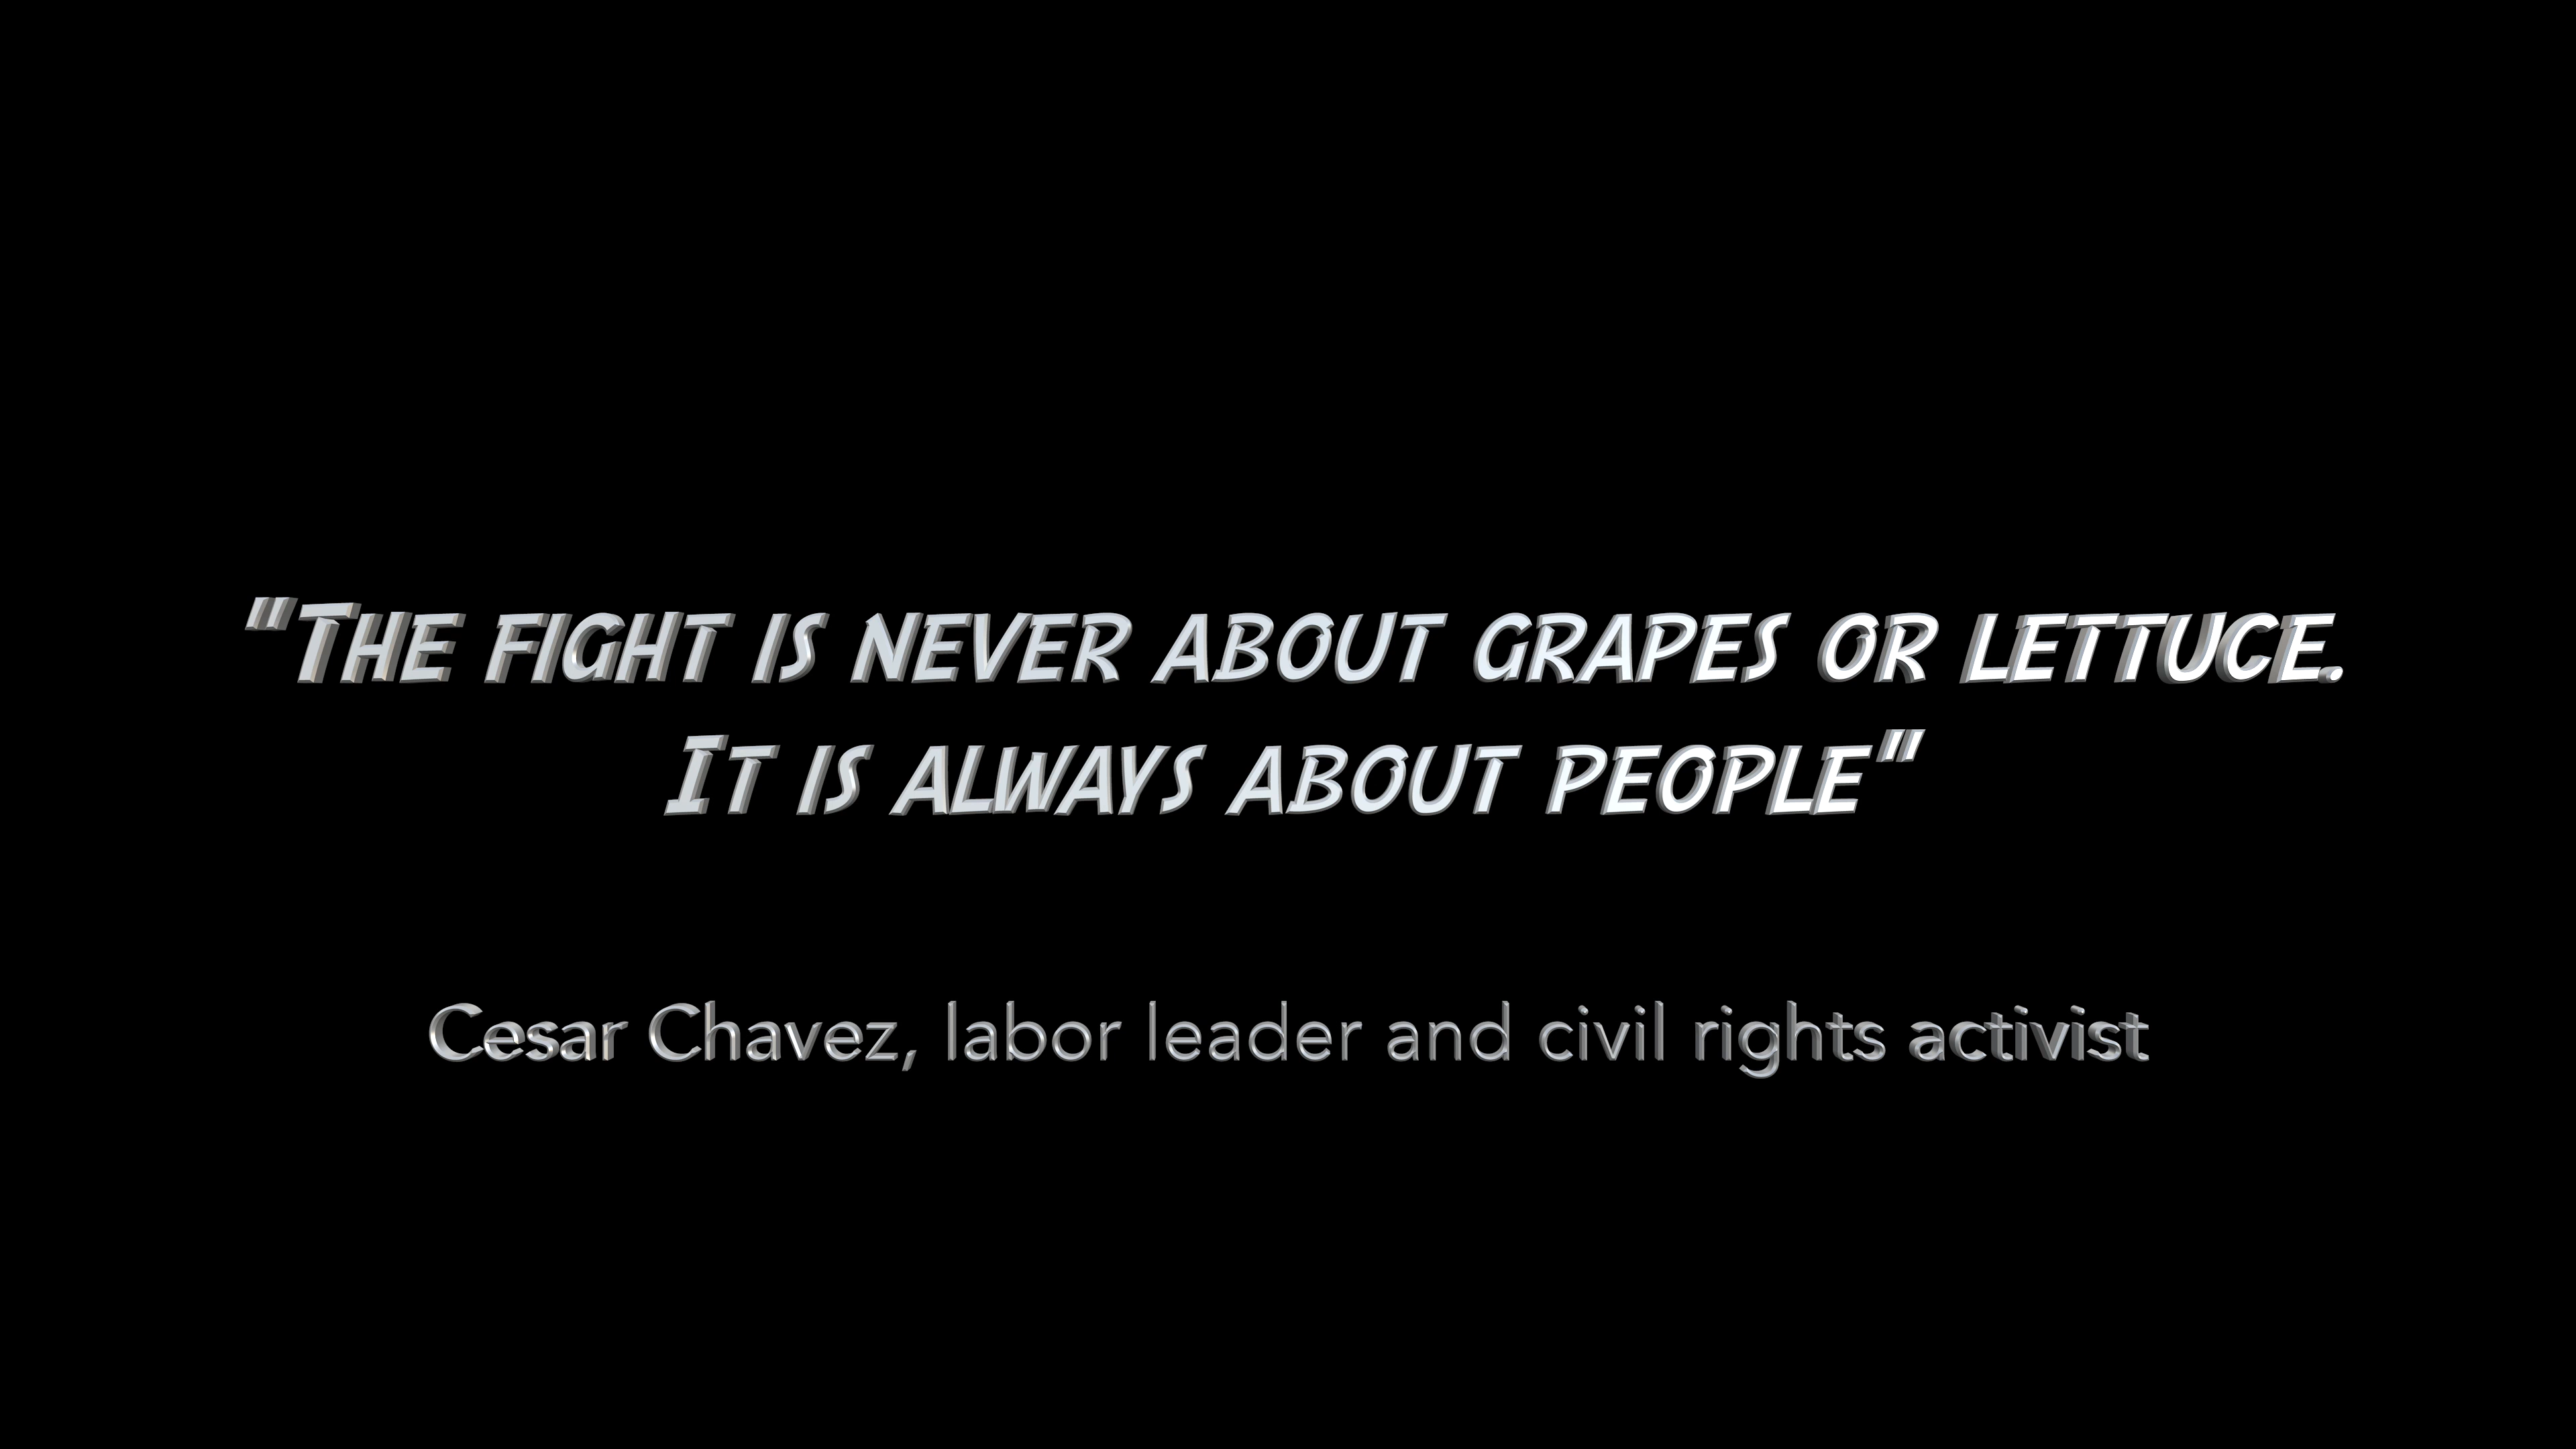 "The fight is never about grapes or lettuce.
It is always about people"
Cesar Chavez, labor leader and civil rights activist